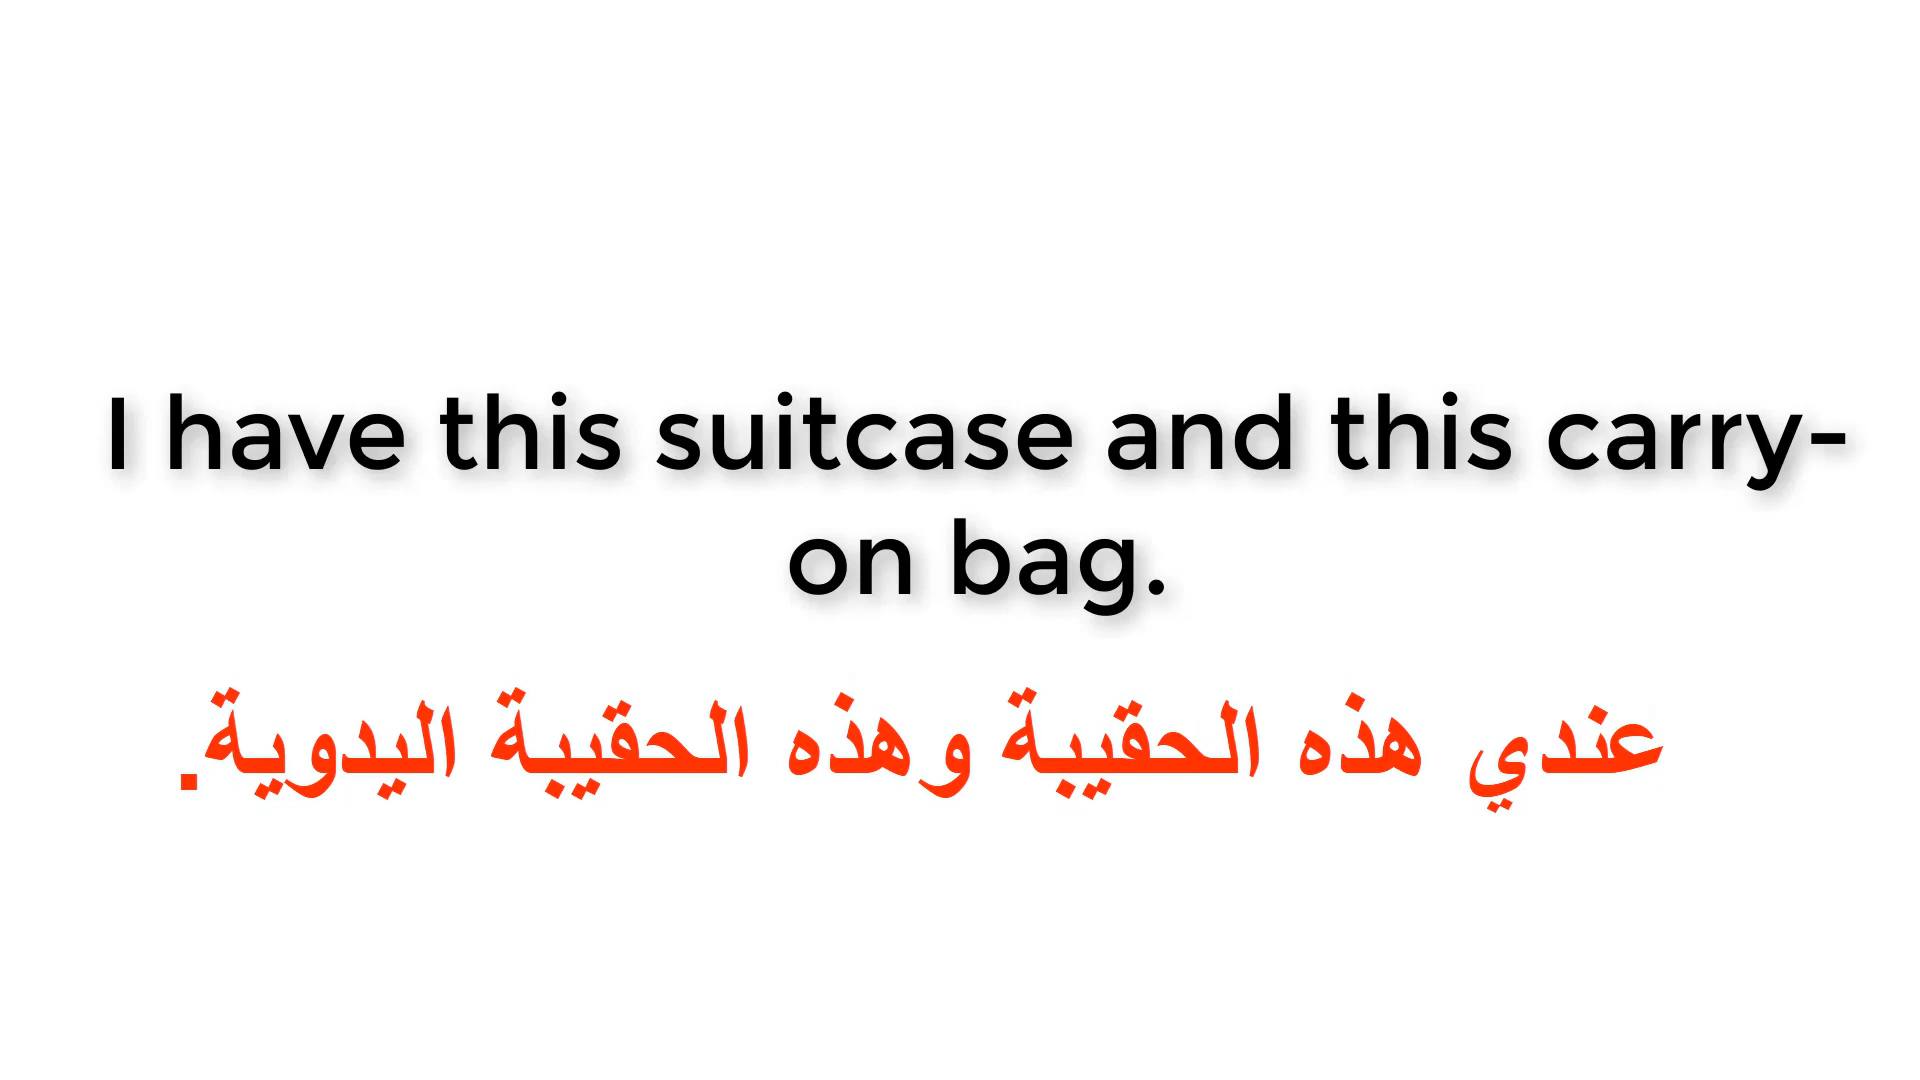 I have this suitcase and this carry-
on bag.
عندي هذه الحقيبة وهذه الحقيبة اليدوية.